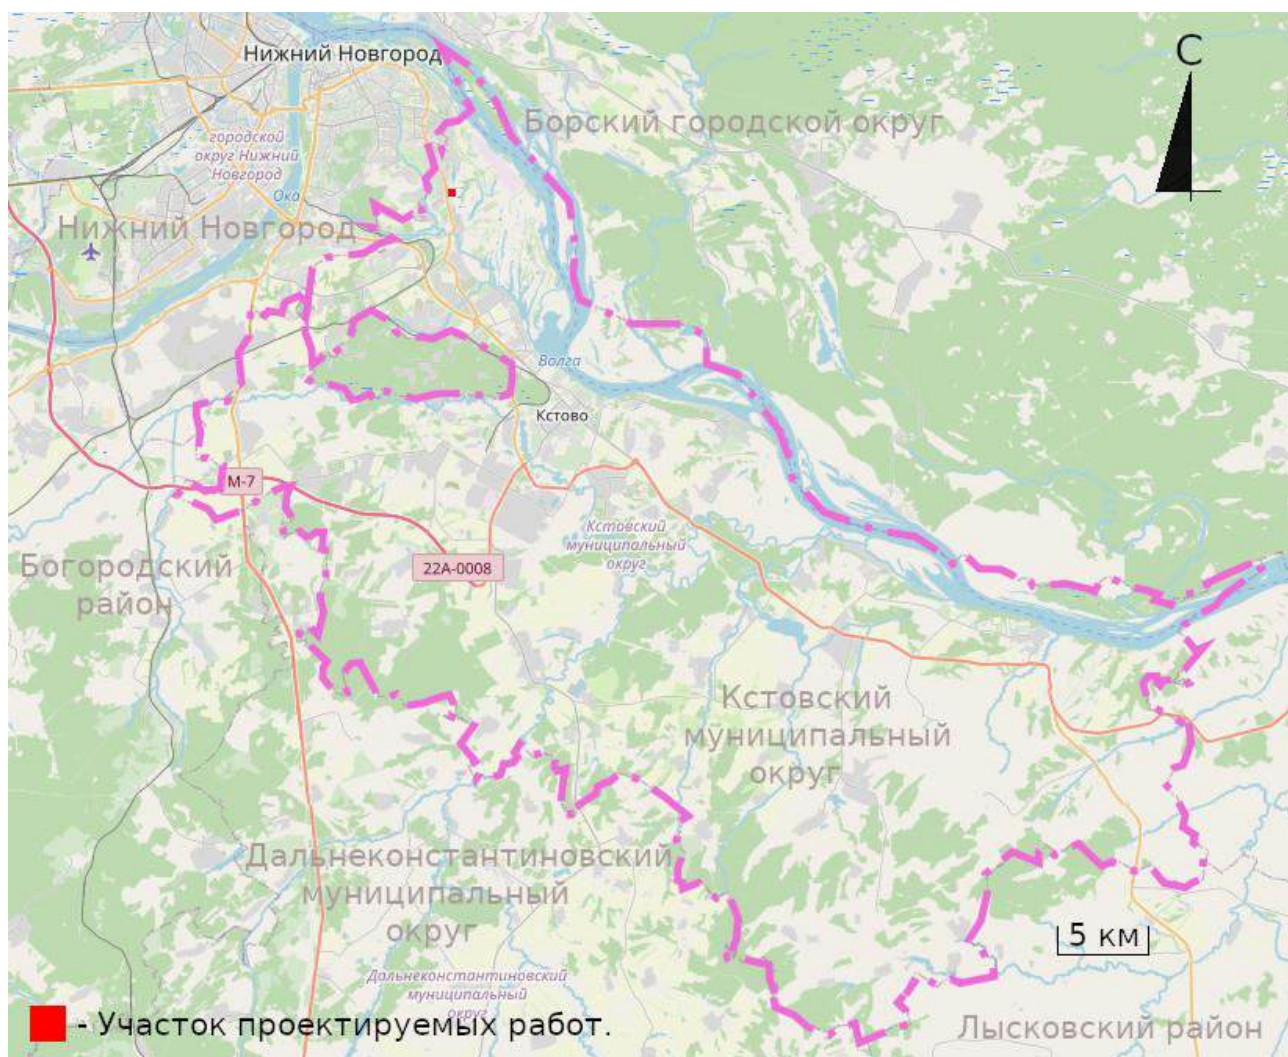 Нижний Новгород
С
Борский городской округ
городской
округ Нижний
Новгород
Ока
Нижний Новгород
Волга
Кстово
М-7
Кстовский
муниципальный
округ
22А-0008
Богородский
район
Кстовский
муниципальный
округ
Дальнеконстантиновский
муниципальный
округ
5 км
Дальнеконстантиновский
муниципальный
округ
- Участок проектируемых работ.
Лысковский район